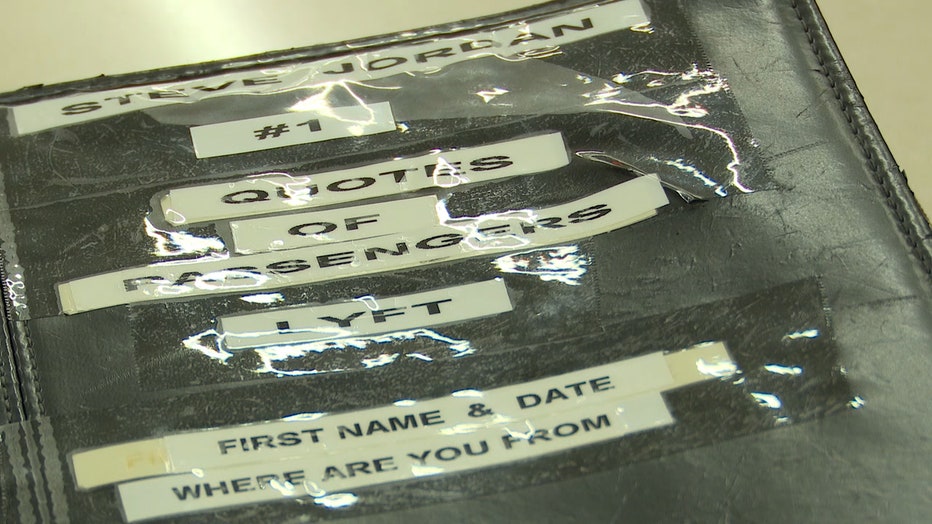 STEVE JORDAN
#1
QUOTES
OF
PASSENGERS
LYFT
FIRST NAME & DATE
WHERE ARE YOU FROM